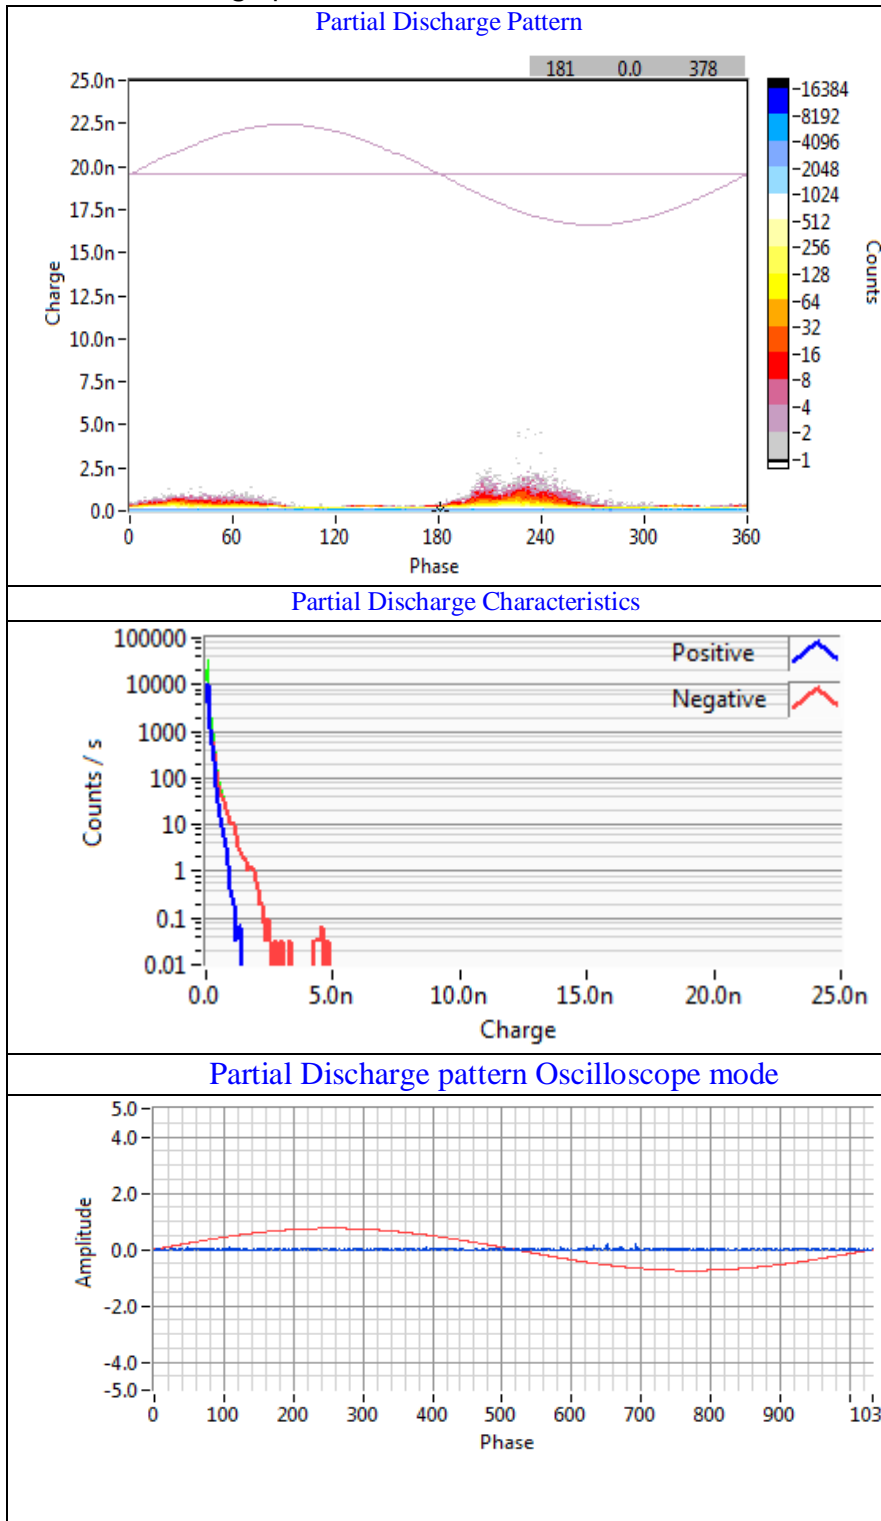 Partial Discharge Pattern
181 0.0 378
25.0n
22.5n
20.0n
17.5n
15.0n
12.5n
10.0n
7.5n
5.0n
2.5n
0.0
Charge
0 60 120 180 240 300 360
Phase
16384
8192
4096
2048
1024
512
256
128
64
32
16
8
4
2
1
Counts
Partial Discharge Characteristics
100000
10000
1000
100
10
1
0.1
0.01
Counts / s
Positive
Negative
0.0 5.0n 10.0n 15.0n 20.0n 25.0n
Charge
Partial Discharge pattern Oscilloscope mode
5.0
4.0
2.0
0.0
-2.0
-4.0
-5.0
Amplitude
0 100 200 300 400 500 600 700 800 900 103
Phase